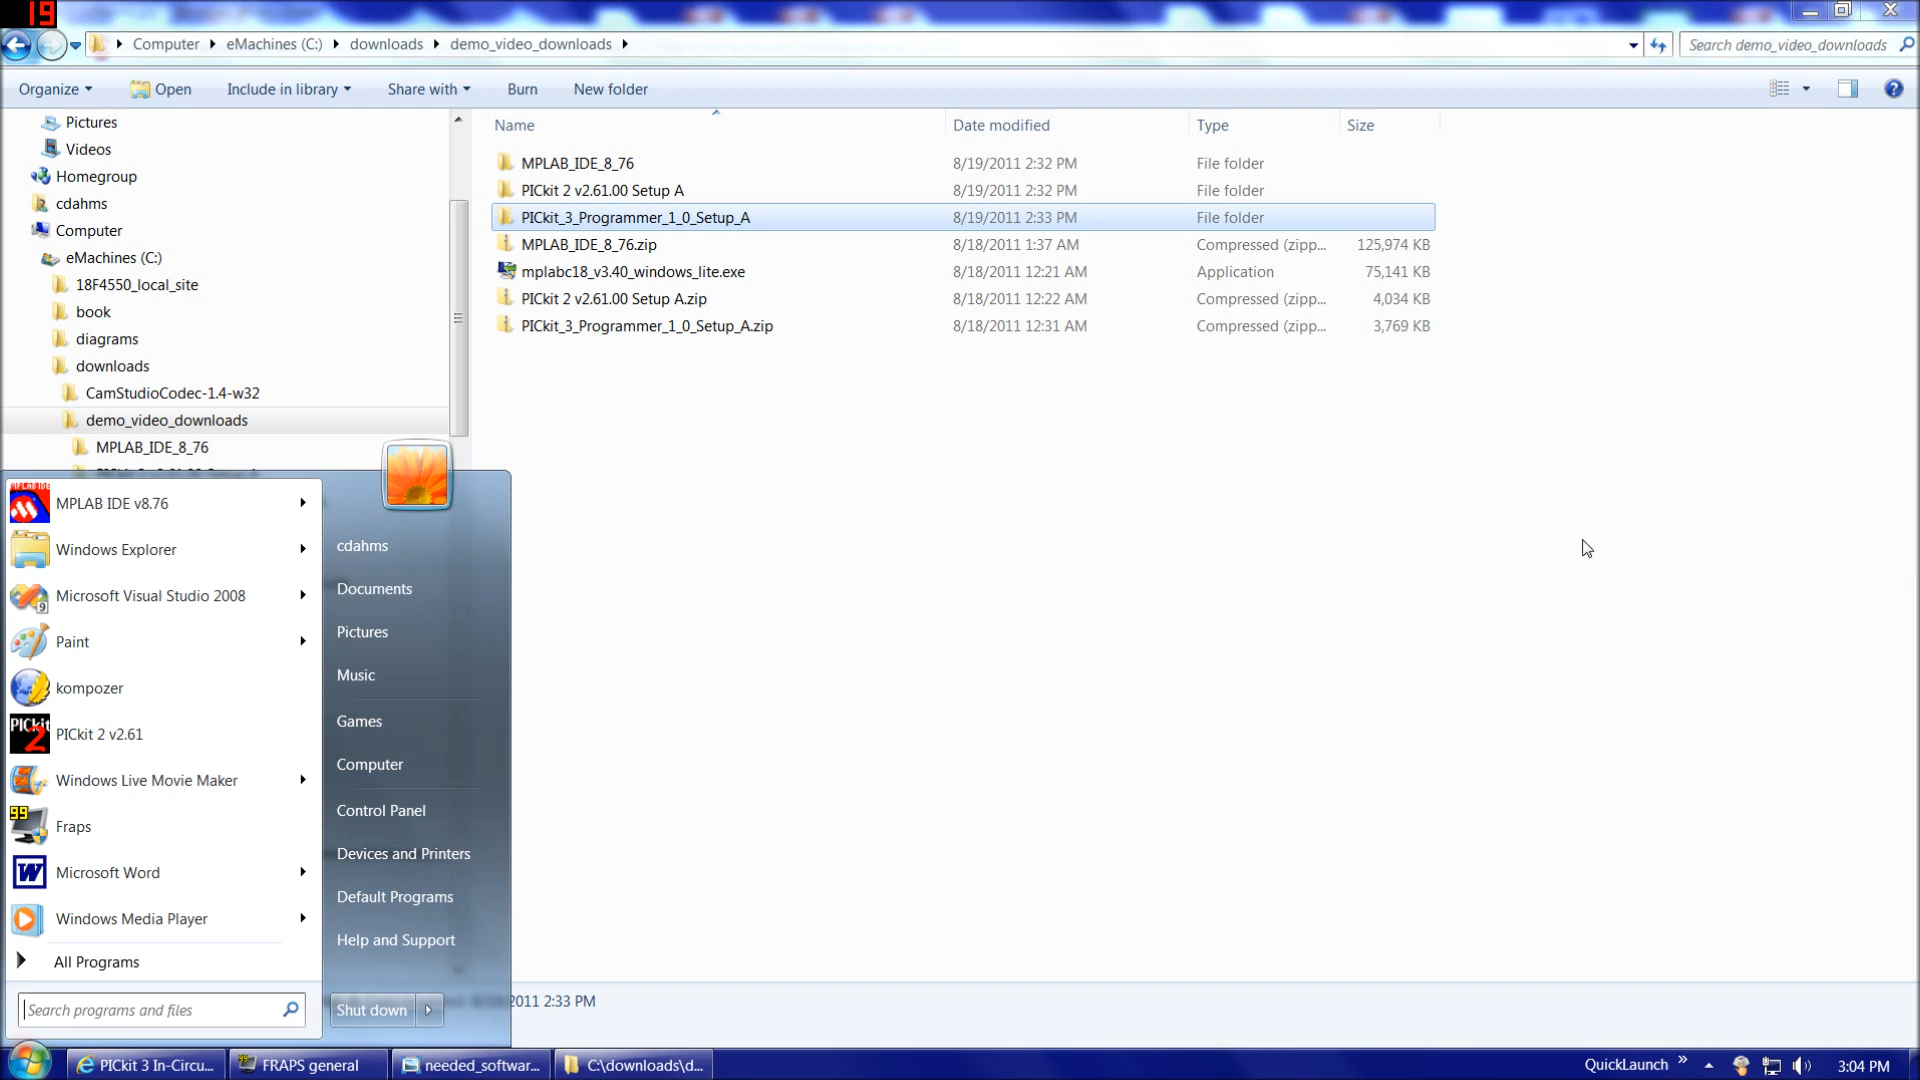 19
Computer eMachines (C:) downloads demo_video_downloads
Search demo_video_downloads
Organize Open Include in library Share with Burn New folder
Pictures
Videos
Homegroup
cdahms
Computer
eMachines (C:)
18F4550_local_site
book
diagrams
downloads
CamStudioCodec-1.4-w32
demo_video_downloads
MPLAB_IDE_8_76
Name Date modified Type Size
MPLAB_IDE_8_76 8/19/2011 2:32 PM File folder
PICkit 2 v2.61.00 Setup A 8/19/2011 2:32 PM File folder
PICkit_3_Programmer_1_0_Setup_A 8/19/2011 2:33 PM File folder
MPLAB_IDE_8_76.zip 8/18/2011 1:37 AM Compressed (zipp... 125,974 KB
mplabc18_v3.40_windows_lite.exe 8/18/2011 12:21 AM Application 75,141 KB
PICkit 2 v2.61.00 Setup A.zip 8/18/2011 12:22 AM Compressed (zipp... 4,034 KB
PICkit_3_Programmer_1_0_Setup_A.zip 8/18/2011 12:31 AM Compressed (zipp... 3,769 KB
MPLAB IDE
MPLAB IDE v8.76
Windows Explorer
9
Microsoft Visual Studio 2008
Paint
kompozer
PICkit 2
PICkit 2 v2.61
Windows Live Movie Maker
99
Fraps
W
Microsoft Word
Windows Media Player
All Programs
Search programs and files
cdahms
Documents
Pictures
Music
Games
Computer
Control Panel
Devices and Printers
Default Programs
Help and Support
Shut down
2011 2:33 PM
PICkit 3 In-Circu...
FRAPS general
needed_softwar...
C:\downloads\d...
QuickLaunch
3:04 PM